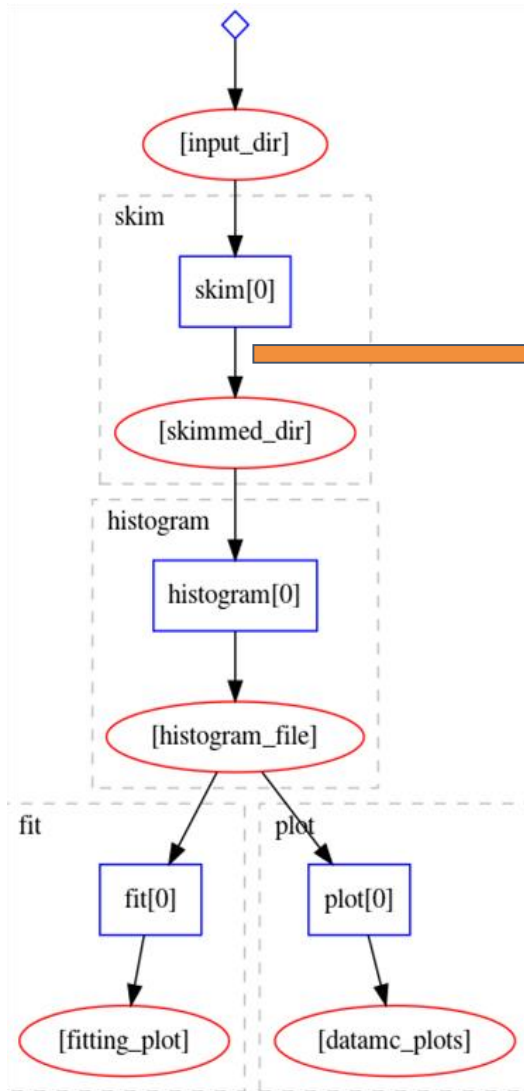 [input_dir]
skim
skim[0]
[skimmed_dir]
histogram
histogram[0]
[histogram_file]
fit
plot
fit[0]
plot[0]
[fitting_plot]
[datamc_plots]